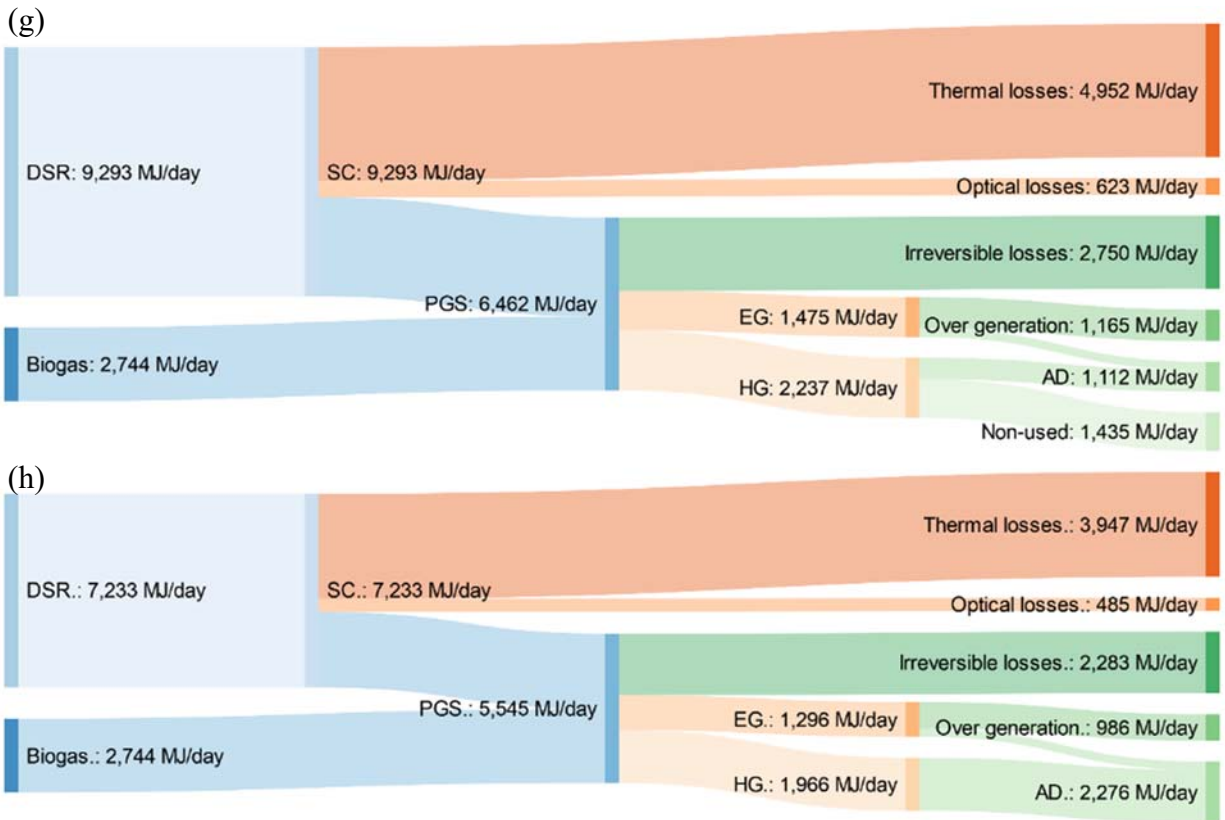 (g)
Thermal losses: 4,952 MJ/day
DSR: 9,293 MJ/day
SC: 9,293 MJ/day
Optical losses: 623 MJ/day
Irreversible losses: 2,750 MJ/day
PGS: 6,462 MJ/day
EG: 1,475 MJ/day
Over generation: 1,165 MJ/day
Biogas: 2,744 MJ/day
AD: 1,112 MJ/day
HG: 2,237 MJ/day
Non-used: 1,435 MJ/day
(h)
Thermal losses.: 3,947 MJ/day
DSR.: 7,233 MJ/day
SC.: 7,233 MJ/day
Optical losses.: 485 MJ/day
Irreversible losses.: 2,283 MJ/day
PGS.: 5,545 MJ/day
EG.: 1,296 MJ/day
Over generation.: 986 MJ/day
Biogas.: 2,744 MJ/day
HG.: 1,966 MJ/day
AD.: 2,276 MJ/day